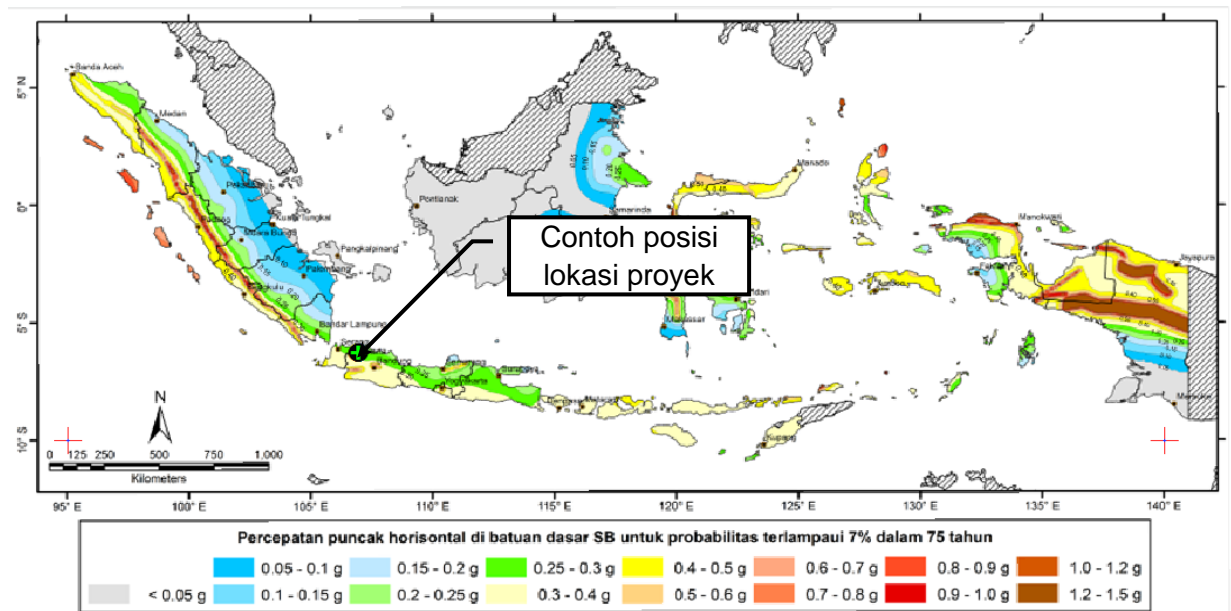 Banda Aceh
5°N
Medan
Manado
0°
Pontianak
Samarinda
Manokwari
Padang
Muara Bungo
Pangkalpinang
Jayapura
Contoh posisi
lokasi proyek
Palembang
Bengkulu
5°S
Bandar Lampung
Makassar
Serang
Bandung
Semarang
Surabaya
Yogyakarta
Denpasar
Mataram
Kupang
N
10°S
0 125 250 500 750 1,000
Kilometers
95°E 100°E 105°E 110°E 115°E 120°E 125°E 130°E 135°E 140°E
Percepatan puncak horisontal di batuan dasar SB untuk probabilitas terlampaui 7% dalam 75 tahun
0.05 - 0.1 g 0.15 - 0.2 g 0.25 - 0.3 g 0.4 - 0.5 g 0.6 - 0.7 g 0.8 - 0.9 g 1.0 - 1.2 g
< 0.05 g 0.1 - 0.15 g 0.2 - 0.25 g 0.3 - 0.4 g 0.5 - 0.6 g 0.7 - 0.8 g 0.9 - 1.0 g 1.2 - 1.5 g